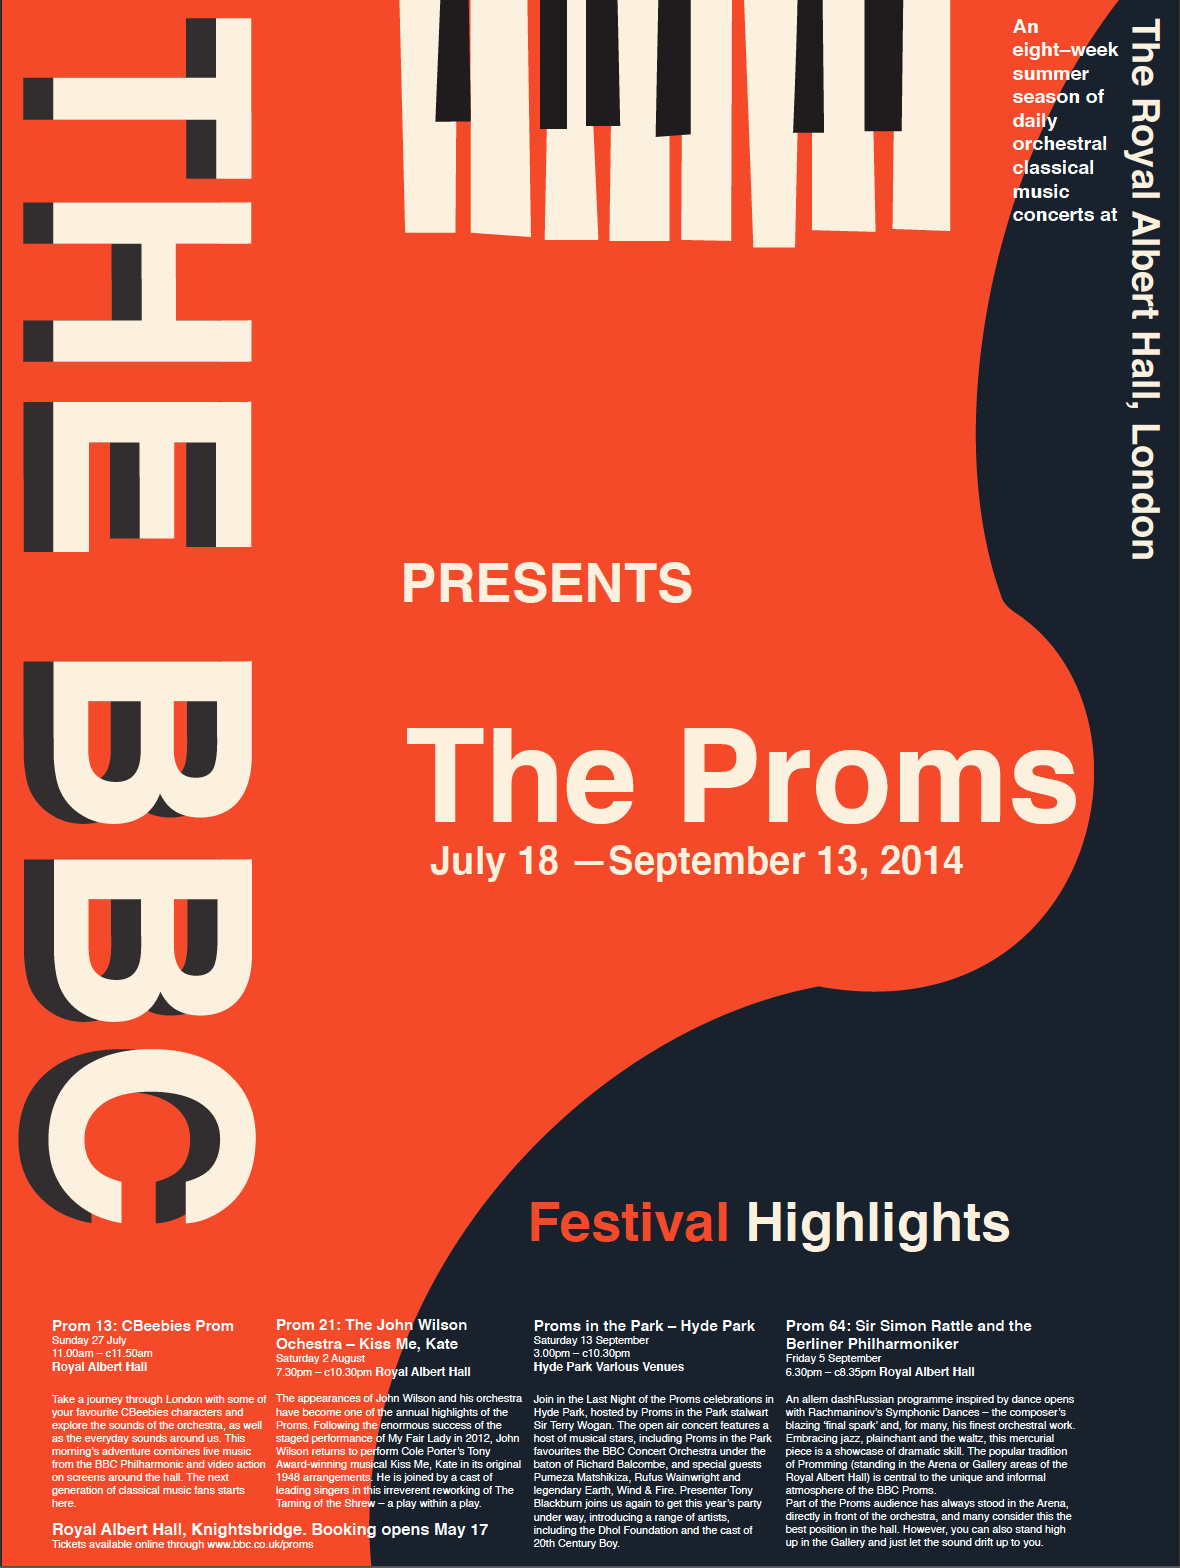 THE BBC
An
eight–week
summer
season of
daily
orchestral
classical
music
concerts at
The Royal Albert Hall, London
PRESENTS
The Proms
July 18 —September 13, 2014
Festival Highlights
Prom 13: CBeebies Prom
Sunday 27 July
11.00am – c11.50am
Royal Albert Hall
Take a journey through London with some of
your favourite CBeebies characters and
explore the sounds of the orchestra, as well
as the everyday sounds around us. This
morning's adventure combines live music
from the BBC Philharmonic and video action
on screens around the hall. The next
generation of classical music fans starts
here.
Prom 21: The John Wilson
Ochestra – Kiss Me, Kate
Saturday 2 August
7.30pm – c10.30pm Royal Albert Hall
The appearances of John Wilson and his orchestra
have become one of the annual highlights of the
Proms. Following the enormous success of the
staged performance of My Fair Lady in 2012, John
Wilson returns to perform Cole Porter's Tony
Award-winning musical Kiss Me, Kate in its original
1948 arrangements. He is joined by a cast of
leading singers in this irreverent reworking of The
Taming of the Shrew – a play within a play.
Proms in the Park – Hyde Park
Saturday 13 September
3.00pm – c10.30pm
Hyde Park Various Venues
Join in the Last Night of the Proms celebrations in
Hyde Park, hosted by Proms in the Park stalwart
Sir Terry Wogan. The open air concert features a
host of musical stars, including Proms in the Park
favourites the BBC Concert Orchestra under the
baton of Richard Balcombe, and special guests
Pumeza Matshikiza, Rufus Wainwright and
legendary Earth, Wind & Fire. Presenter Tony
Blackburn joins us again to get this year's party
under way, introducing a range of artists,
including the Dhol Foundation and the cast of
20th Century Boy.
Prom 64: Sir Simon Rattle and the
Berliner Philharmoniker
Friday 5 September
6.30pm – c8.35pm Royal Albert Hall
An allem dashRussian programme inspired by dance opens
with Rachmaninov's Symphonic Dances – the composer's
blazing 'final spark' and, for many, his finest orchestral work.
Embracing jazz, plainchant and the waltz, this mercurial
piece is a showcase of dramatic skill. The popular tradition
of Promming (standing in the Arena or Gallery areas of the
Royal Albert Hall) is central to the unique and informal
atmosphere of the BBC Proms.
Part of the Proms audience has always stood in the Arena,
directly in front of the orchestra, and many consider this the
best position in the hall. However, you can also stand high
up in the Gallery and just let the sound drift up to you.
Royal Albert Hall, Knightsbridge. Booking opens May 17
Tickets available online through www.bbc.co.uk/proms